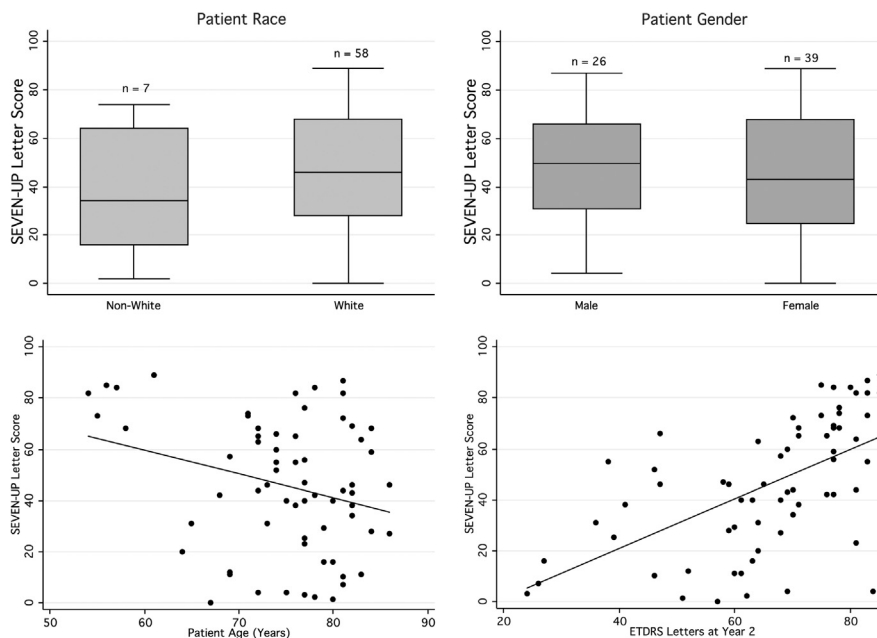 Patient Race
SEVEN-UP Letter Score
0
20
40
60
80
100
n = 7
n = 58
Non-White
White
Patient Gender
SEVEN-UP Letter Score
0
20
40
60
80
100
n = 26
n = 39
Male
Female
SEVEN-UP Letter Score
0
20
40
60
80
100
50
60
70
80
90
Patient Age (Years)
SEVEN-UP Letter Score
0
20
40
60
80
100
20
40
60
80
ETDRS Letters at Year 2